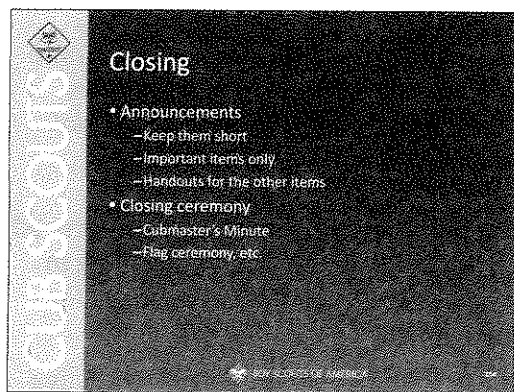 CUB SCOUTS
Closing
• Announcements
–Keep them short
–Important items only
–Handouts for the other items
• Closing ceremony
–Cubmaster's Minute
–Flag ceremony, etc.
BOY SCOUTS OF AMERICA